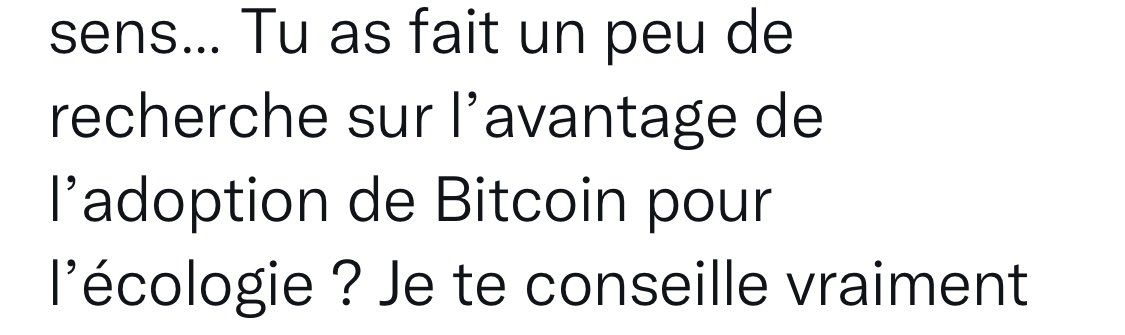 sens... Tu as fait un peu de
recherche sur l’avantage de
l’adoption de Bitcoin pour
l’écologie ? Je te conseille vraiment